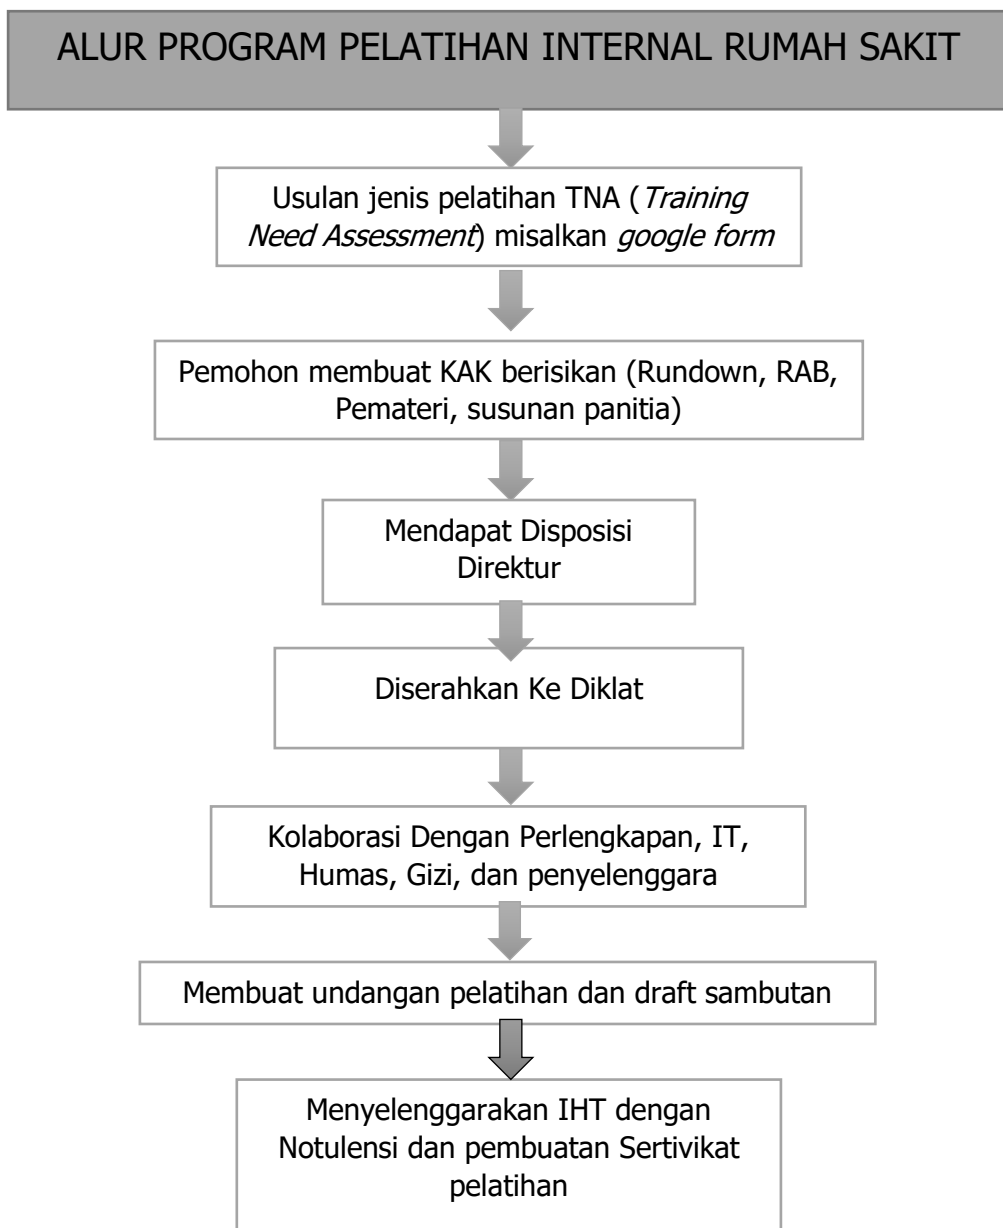 ALUR PROGRAM PELATIHAN INTERNAL RUMAH SAKIT
Usulan jenis pelatihan TNA (Training
Need Assessment) misalkan google form
Pemohon membuat KAK berisikan (Rundown, RAB,
Pemateri, susunan panitia)
Mendapat Disposisi
Direktur
Diserahkan Ke Diklat
Kolaborasi Dengan Perlengkapan, IT,
Humas, Gizi, dan penyelenggara
Membuat undangan pelatihan dan draft sambutan
Menyelenggarakan IHT dengan
Notulensi dan pembuatan Sertivikat
pelatihan